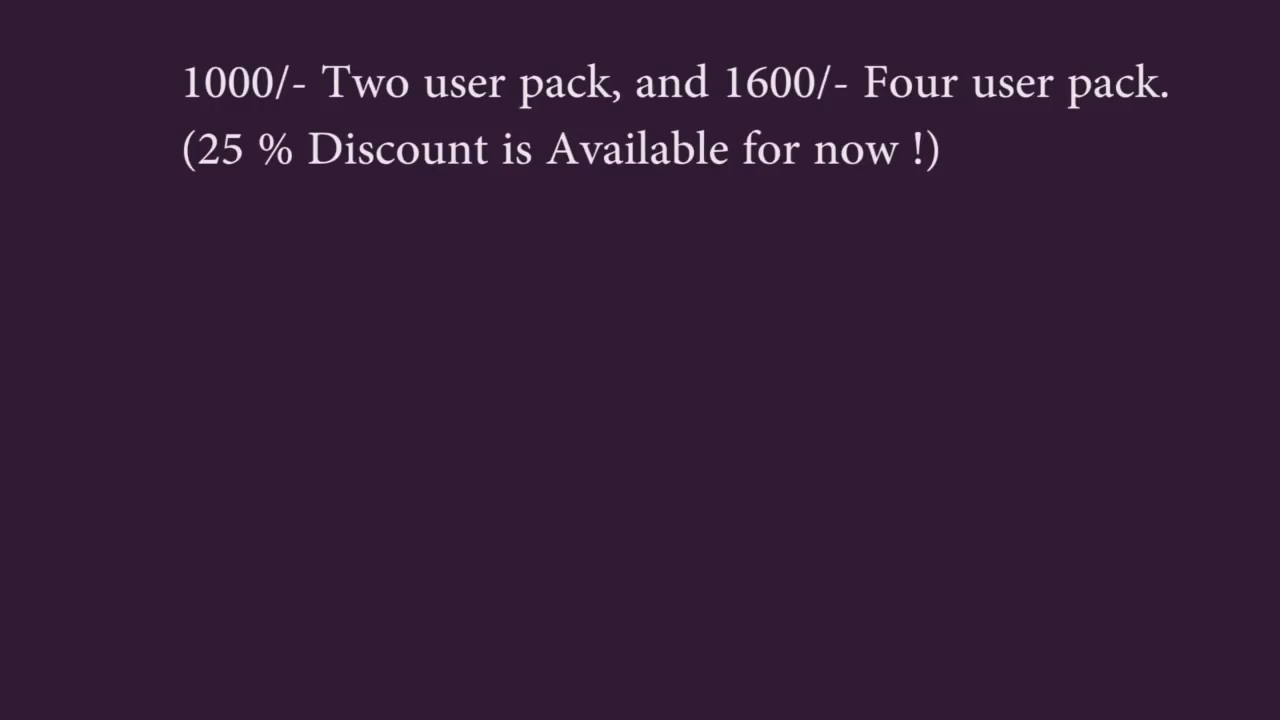 1000/- Two user pack, and 1600/- Four user pack.
(25 % Discount is Available for now !)